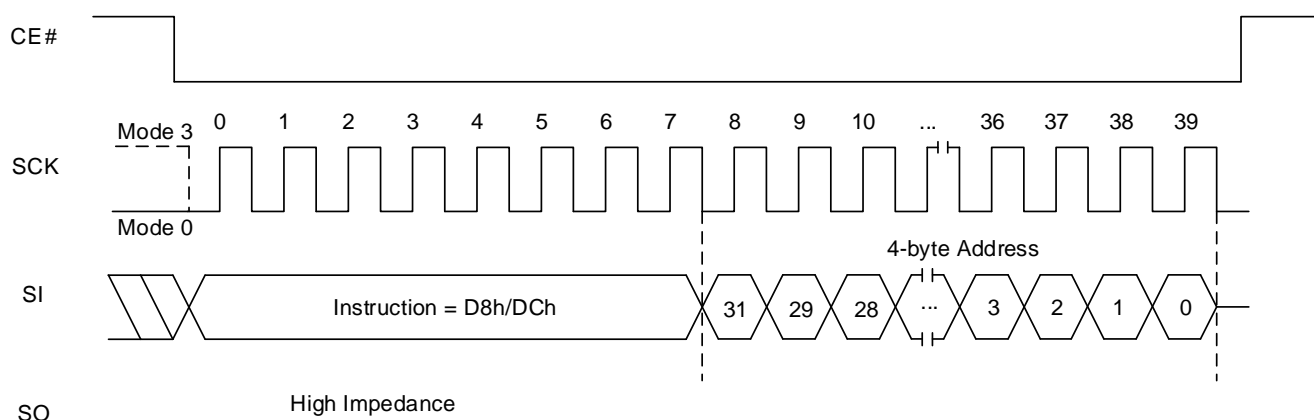 CE#
Mode 3 0 1 2 3 4 5 6 7 8 9 10 ... 36 37 38 39
SCK
Mode 0
4-byte Address
SI Instruction = D8h/DCh 31 29 28 ... 3 2 1 0
High Impedance
SO